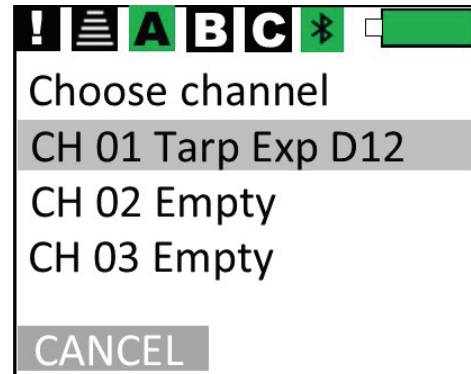 ! A B C
Choose channel
CH 01 Tarp Exp D12
CH 02 Empty
CH 03 Empty
CANCEL